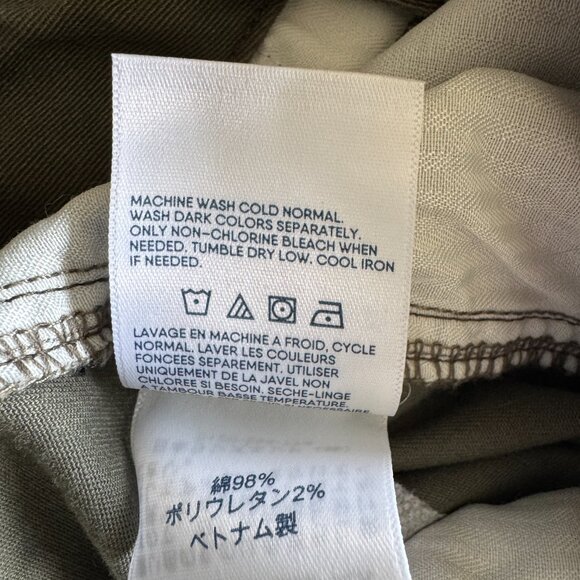 MACHINE WASH COLD NORMAL.
WASH DARK COLORS SEPARATELY.
ONLY NON-CHLORINE BLEACH WHEN
NEEDED. TUMBLE DRY LOW. COOL IRON
IF NEEDED.
LAVAGE EN MACHINE A FROID, CYCLE
NORMAL. LAVER LES COULEURS
FONCEES SEPAREMENT. UTILISER
UNIQUEMENT DE LA JAVEL NON
CHLOREE SI BESOIN. SECHE-LINGE
A TAMBOUR BASSE TEMPERATURE.
綿98%
ポリウレタン2%
ベトナム製